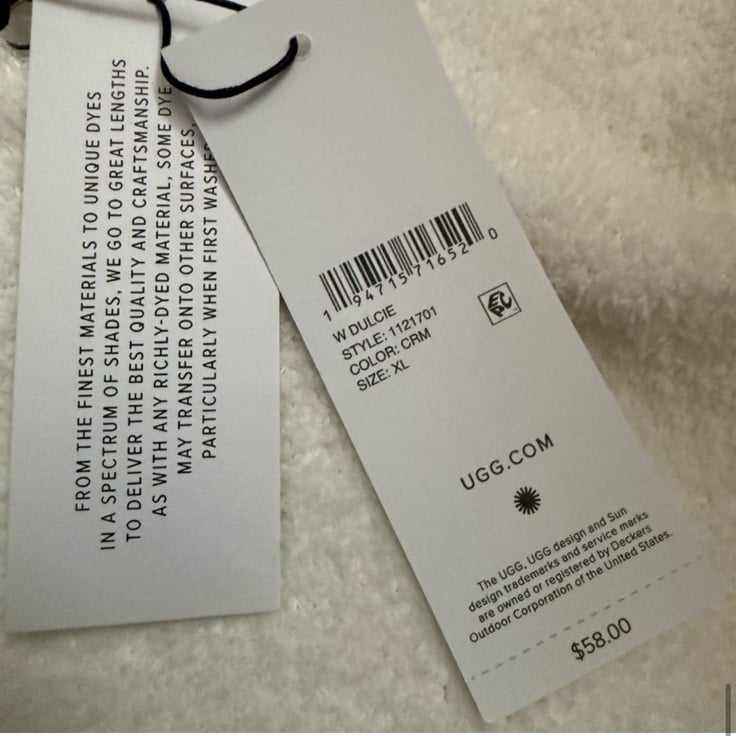 FROM THE FINEST MATERIALS TO UNIQUE DYES
IN A SPECTRUM OF SHADES, WE GO TO GREAT LENGTHS
TO DELIVER THE BEST QUALITY AND CRAFTSMANSHIP.
AS WITH ANY RICHLY-DYED MATERIAL, SOME DYE
MAY TRANSFER ONTO OTHER SURFACES,
PARTICULARLY WHEN FIRST
1 94715 71652 0
W DULCIE
STYLE: 1121701
COLOR: CRM
SIZE: XL
EPC
UGG.COM
The UGG, UGG design and Sun
design trademarks and service marks
are owned or registered by Deckers
Outdoor Corporation of the United States.
$58.00